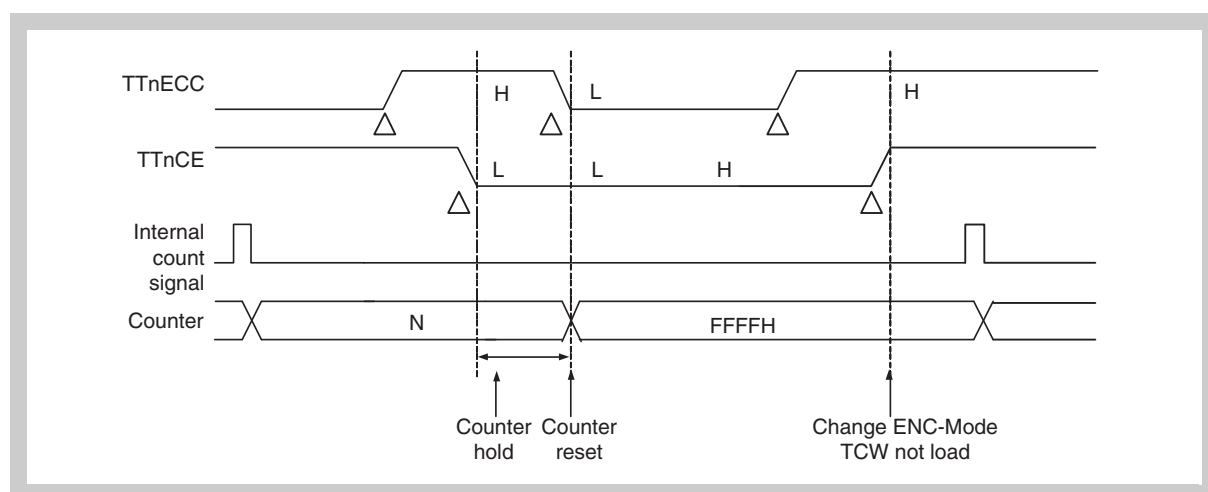 TTnECC
H
L
H
TTnCE
L
L
H
Internal
count
signal
Counter
N
FFFFH
Counter
hold
Counter
reset
Change ENC-Mode
TCW not load